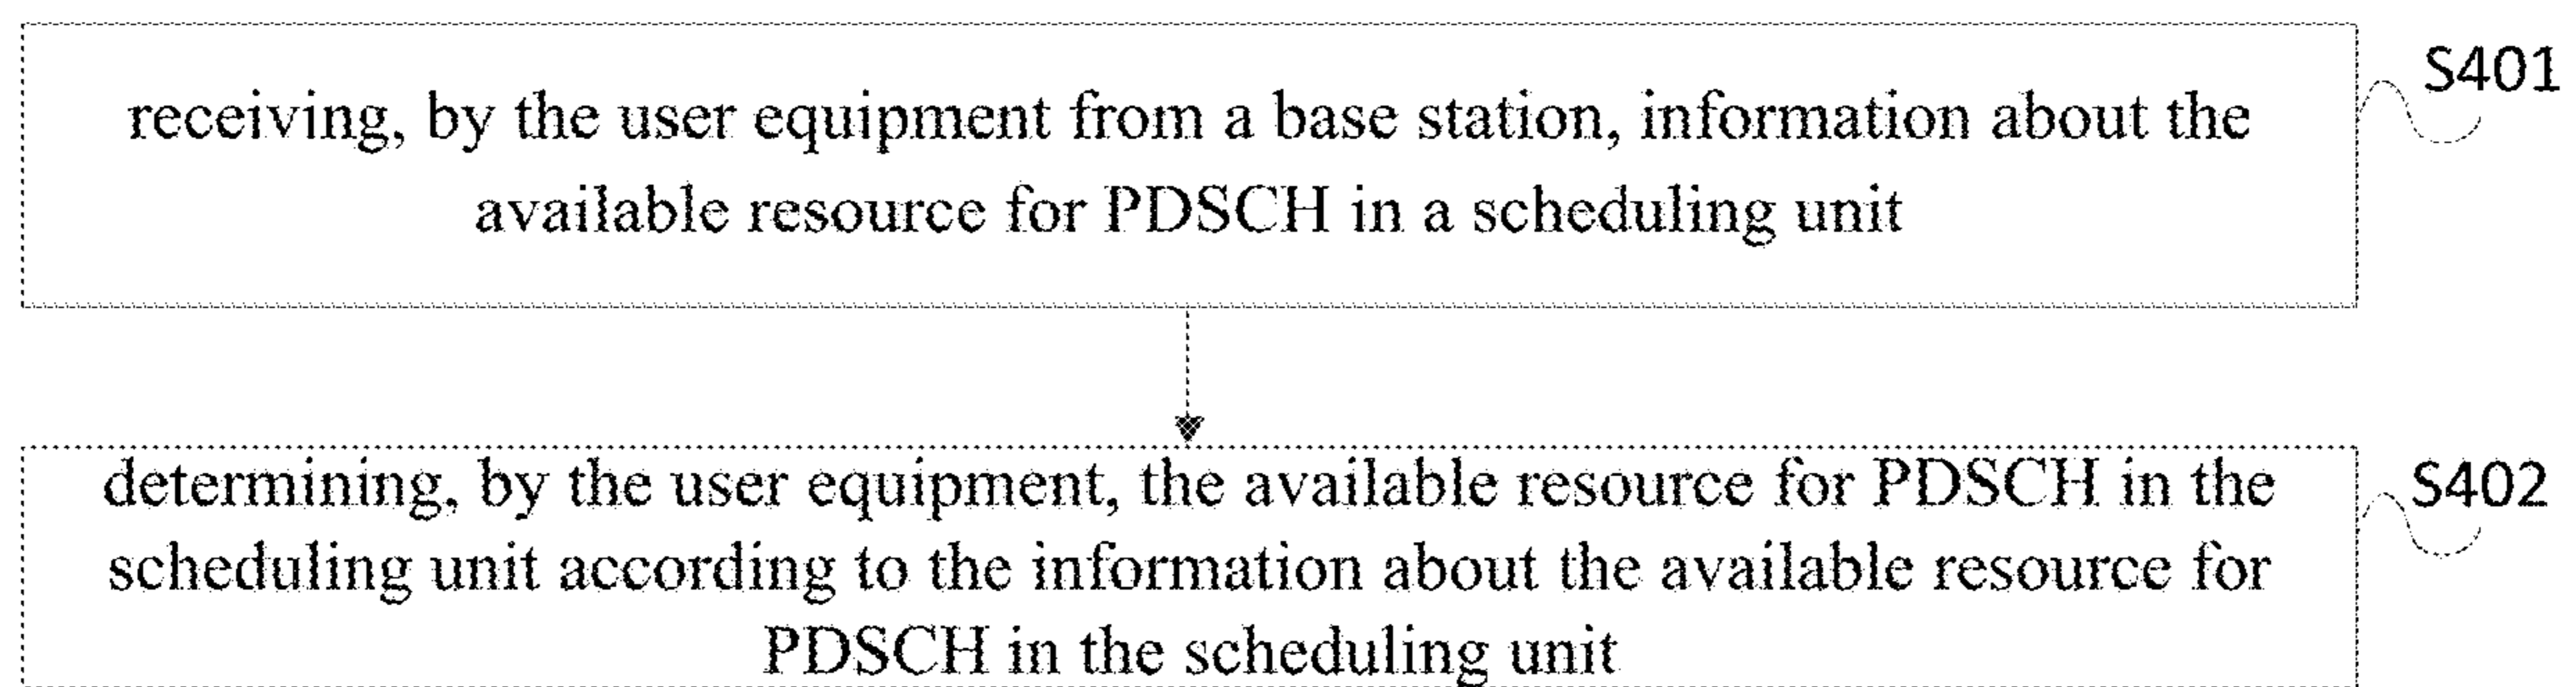 receiving, by the user equipment from a base station, information about the
available resource for PDSCH in a scheduling unit
S401
determining, by the user equipment, the available resource for PDSCH in the
scheduling unit according to the information about the available resource for
PDSCH in the scheduling unit
S402